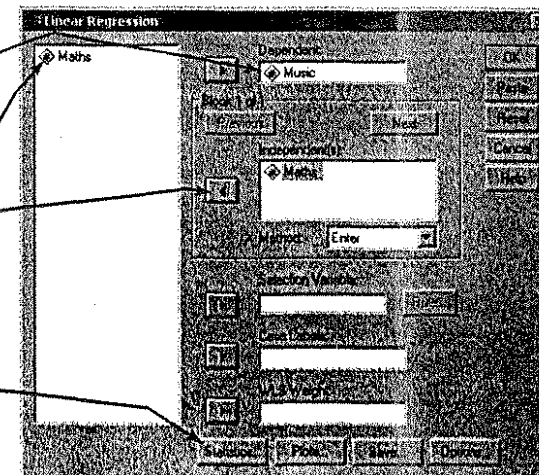 Linear Regression
Maths
Dependent:
Music
OK
Paste
Block 1 of 1
Reset
Previous
Next
Cancel
Independent(s):
Help
Maths
Method:
Enter
Selection Variable:
WLS Weight:
Statistics
Plots
Save
Options